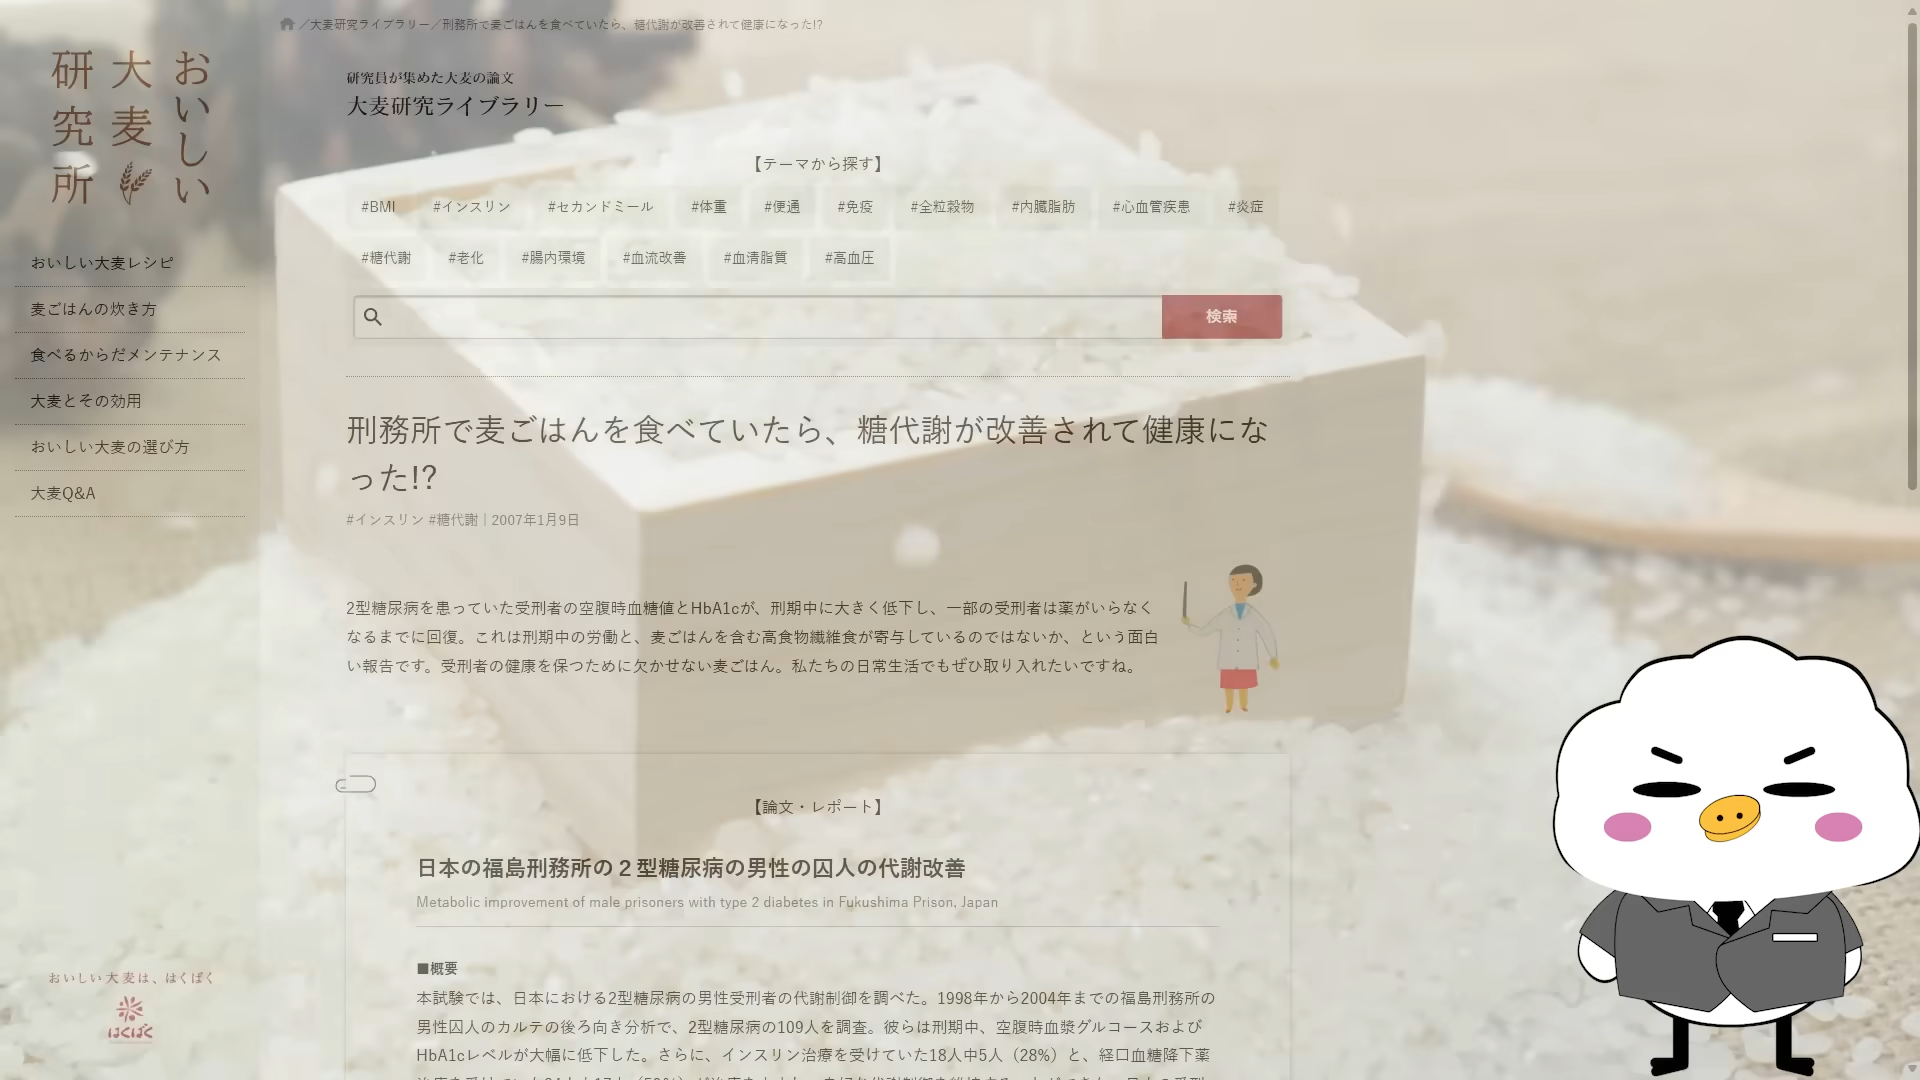 おいしい
大麦
研究所
おいしい大麦レシピ
麦ごはんの炊き方
食べるからだメンテナンス
大麦とその効用
おいしい大麦の選び方
大麦Q&A
おいしい大麦は、はくばく
はくばく
／大麦研究ライブラリー／刑務所で麦ごはんを食べていたら、糖代謝が改善されて健康になった!?
研究員が集めた大麦の論文
大麦研究ライブラリー
【テーマから探す】
#BMI #インスリン #セカンドミール #体重 #便通 #免疫 #全粒穀物 #内臓脂肪 #心血管疾患 #炎症
#糖代謝 #老化 #腸内環境 #血流改善 #血清脂質 #高血圧
検索
刑務所で麦ごはんを食べていたら、糖代謝が改善されて健康にな
った!?
#インスリン #糖代謝 | 2007年1月9日
2型糖尿病を患っていた受刑者の空腹時血糖値とHbA1cが、刑期中に大きく低下し、一部の受刑者は薬がいらなく
なるまでに回復。これは刑期中の労働と、麦ごはんを含む高食物繊維食が寄与しているのではないか、という面白
い報告です。受刑者の健康を保つために欠かせない麦ごはん。私たちの日常生活でもぜひ取り入れたいですね。
【論文・レポート】
日本の福島刑務所の２型糖尿病の男性の囚人の代謝改善
Metabolic improvement of male prisoners with type 2 diabetes in Fukushima Prison, Japan
■概要
本試験では、日本における2型糖尿病の男性受刑者の代謝制御を調べた。1998年から2004年までの福島刑務所の
男性囚人のカルテの後ろ向き分析で、2型糖尿病の109人を調査。彼らは刑期中、空腹時血漿グルコースおよび
HbA1cレベルが大幅に低下した。さらに、インスリン治療を受けていた18人中5人（28%）と、経口血糖降下薬